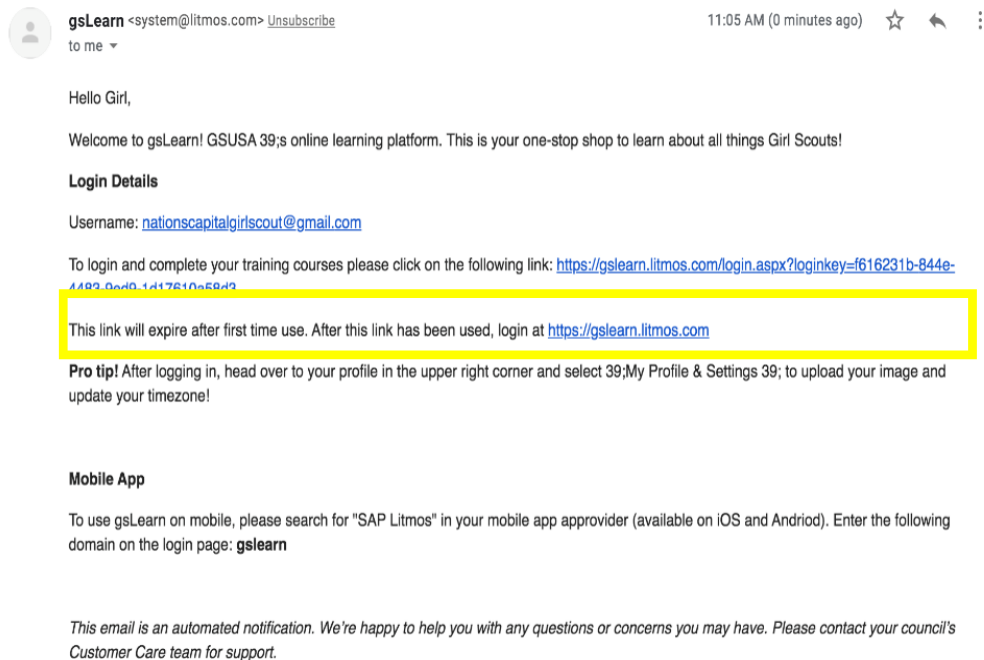 gsLearn <system@litmos.com> Unsubscribe 11:05 AM (0 minutes ago)
to me
Hello Girl,
Welcome to gsLearn! GSUSA 39;s online learning platform. This is your one-stop shop to learn about all things Girl Scouts!
Login Details
Username: nationscapitalgirlscout@gmail.com
To login and complete your training courses please click on the following link: https://gslearn.litmos.com/login.aspx?loginkey=f616231b-844e-
4483-9ed9-1d17610a58d3
This link will expire after first time use. After this link has been used, login at https://gslearn.litmos.com
Pro tip! After logging in, head over to your profile in the upper right corner and select 39;My Profile & Settings 39; to upload your image and
update your timezone!
Mobile App
To use gsLearn on mobile, please search for "SAP Litmos" in your mobile app approvider (available on iOS and Andriod). Enter the following
domain on the login page: gslearn
This email is an automated notification. We're happy to help you with any questions or concerns you may have. Please contact your council's
Customer Care team for support.